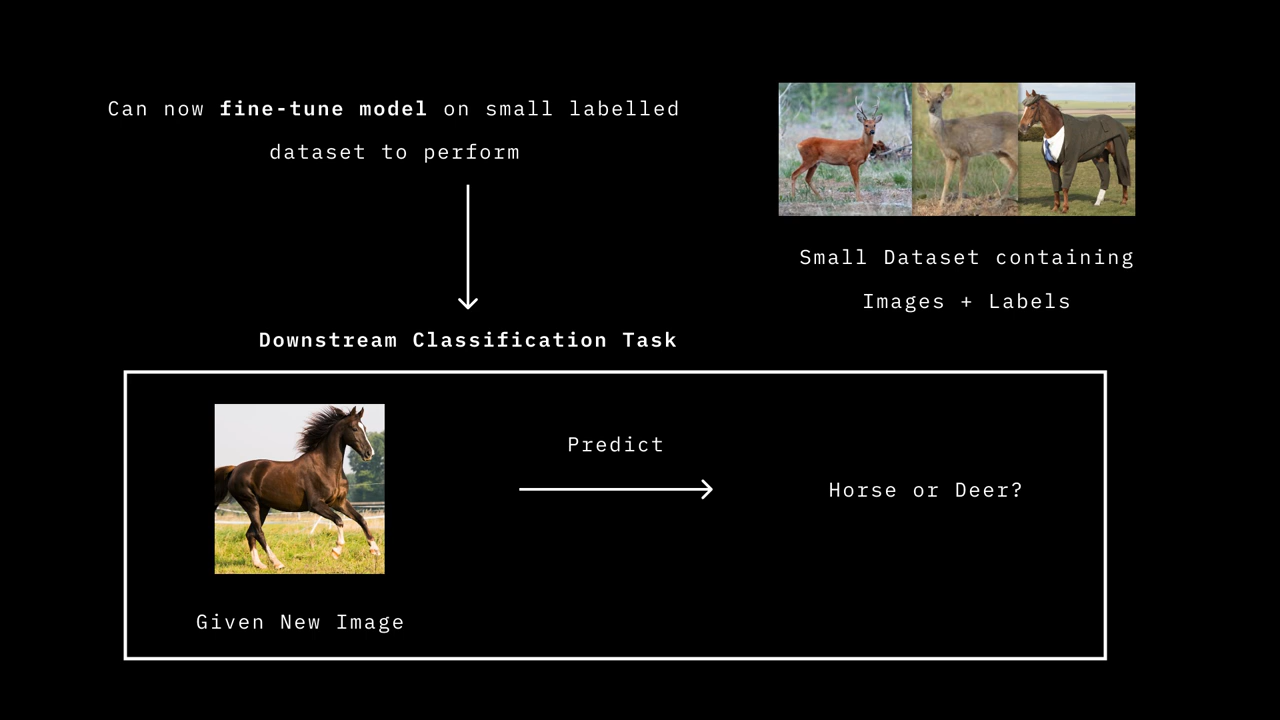 Can now fine-tune model on small labelled
dataset to perform
Small Dataset containing
Images + Labels
Downstream Classification Task
Predict
Horse or Deer?
Given New Image